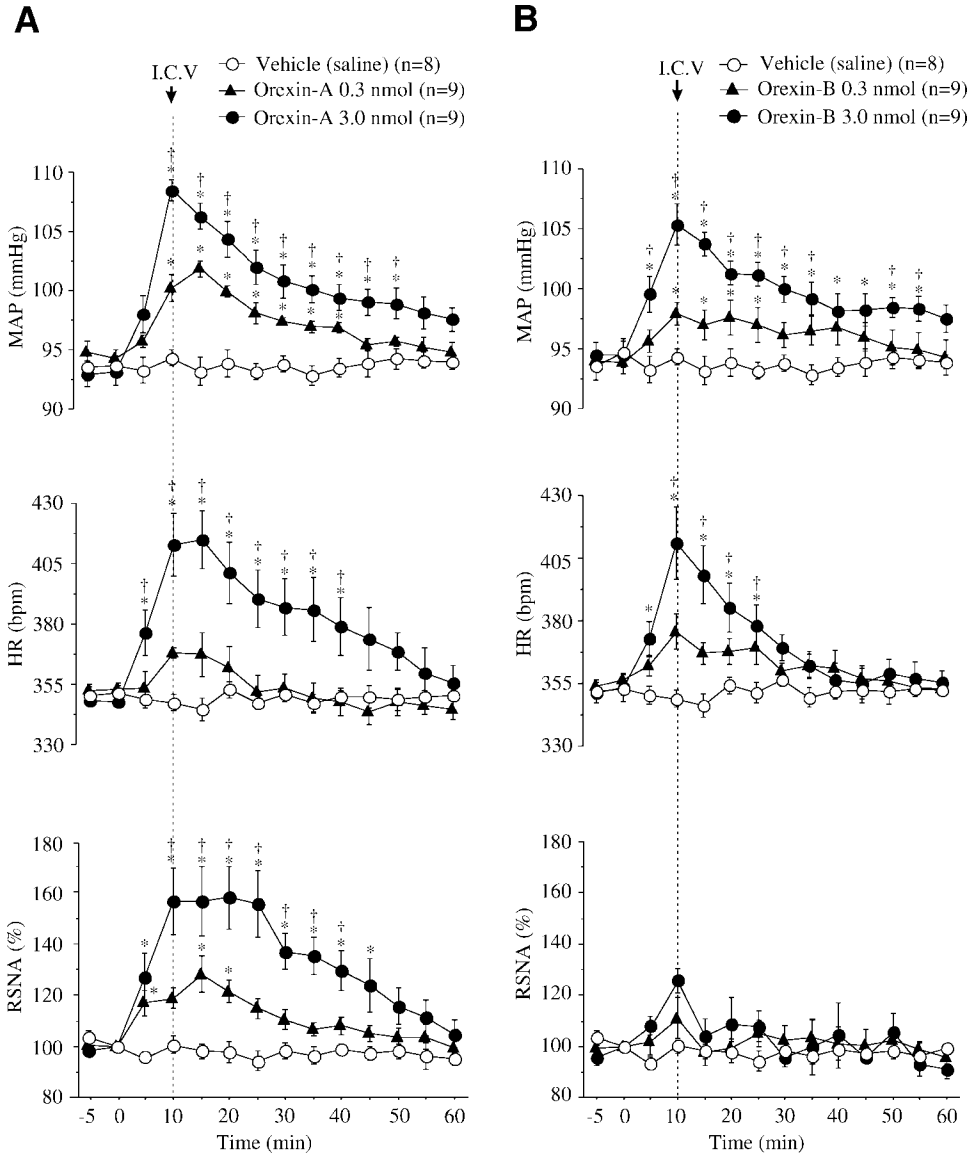 A
I.C.V
Vehicle (saline) (n=8)
Orexin-A 0.3 nmol (n=9)
Orexin-A 3.0 nmol (n=9)
MAP (mmHg)
110
105
100
95
90
HR (bpm)
430
405
380
355
330
RSNA (%)
180
160
140
120
100
80
-5 0 10 20 30 40 50 60
Time (min)
B
I.C.V
Vehicle (saline) (n=8)
Orexin-B 0.3 nmol (n=9)
Orexin-B 3.0 nmol (n=9)
MAP (mmHg)
110
105
100
95
90
HR (bpm)
430
405
380
355
330
RSNA (%)
180
160
140
120
100
80
-5 0 10 20 30 40 50 60
Time (min)